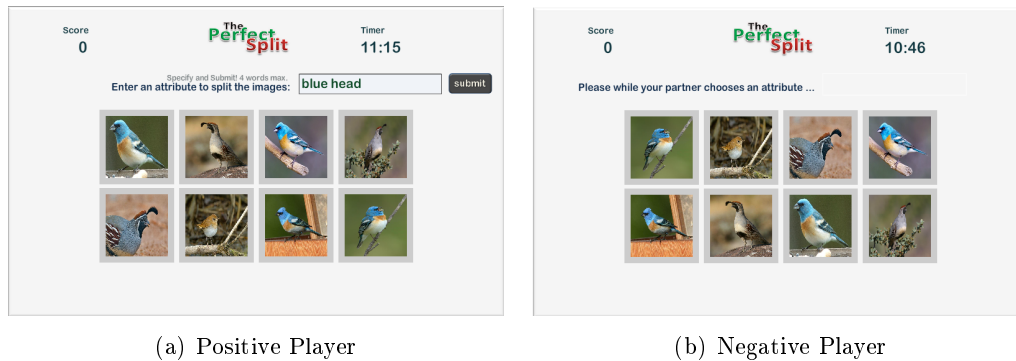 Score
0
The
Perfect
Split
Timer
11:15
Specify and Submit! 4 words max.
Enter an attribute to split the images:
blue head
submit
Score
0
The
Perfect
Split
Timer
10:46
Please while your partner chooses an attribute ...
(a) Positive Player
(b) Negative Player